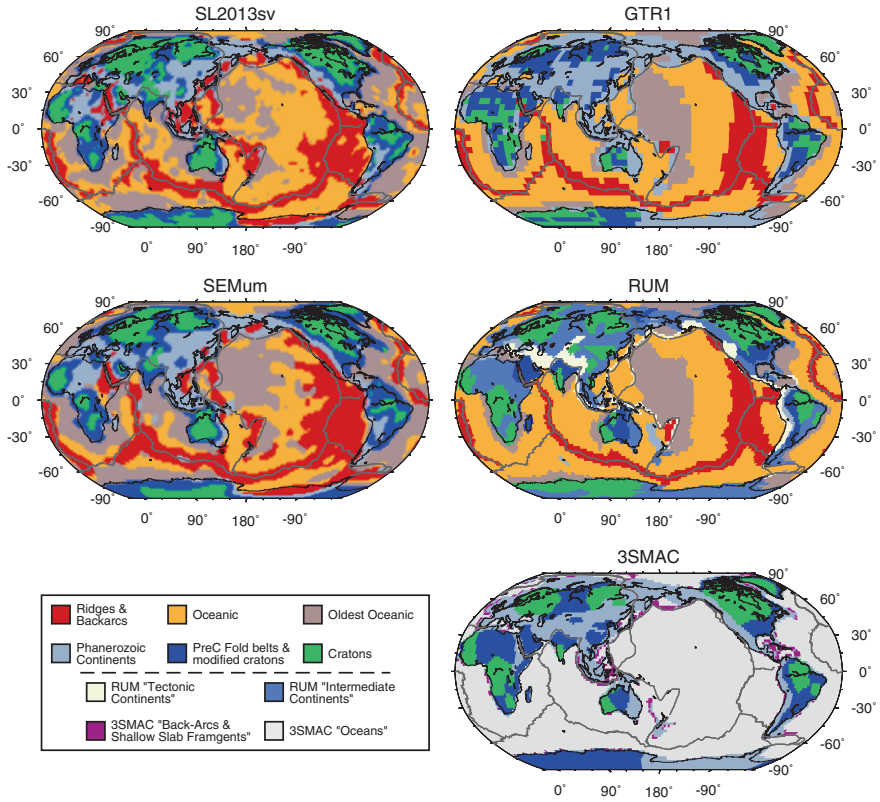 SL2013sv
GTR1
90˚
60˚
30˚
0˚
-30˚
-60˚
-90˚
0˚ 90˚ 180˚ -90˚
90˚
60˚
30˚
0˚
-30˚
-60˚
-90˚
0˚ 90˚ 180˚ -90˚
SEMum
RUM
90˚
60˚
30˚
0˚
-30˚
-60˚
-90˚
0˚ 90˚ 180˚ -90˚
90˚
60˚
30˚
0˚
-30˚
-60˚
-90˚
0˚ 90˚ 180˚ -90˚
3SMAC
90˚
60˚
30˚
0˚
-30˚
-60˚
-90˚
0˚ 90˚ 180˚ -90˚
Ridges &
Backarcs
Oceanic
Oldest Oceanic
Phanerozoic
Continents
PreC Fold belts &
modified cratons
Cratons
RUM "Tectonic
Continents"
RUM "Intermediate
Continents"
3SMAC "Back-Arcs &
Shallow Slab Framgents"
3SMAC "Oceans"